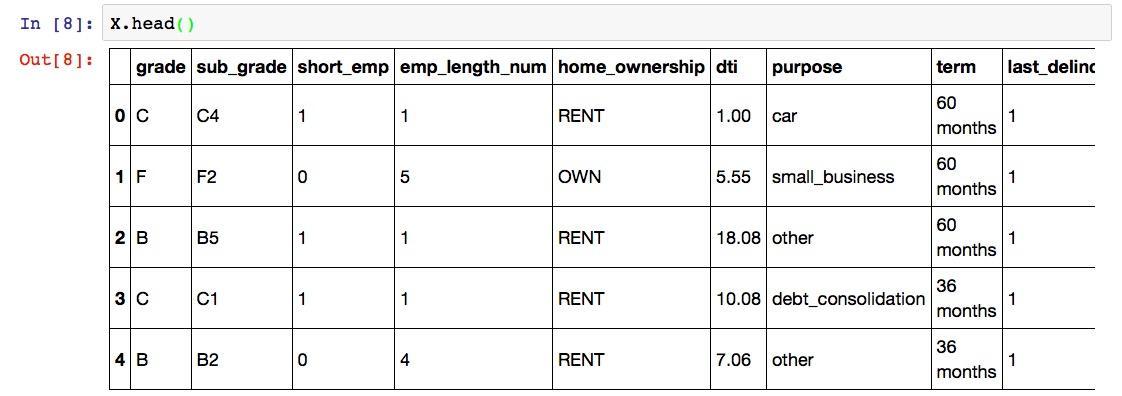 In [8]: X.head()
Out[8]:
grade sub_grade short_emp emp_length_num home_ownership dti purpose term last_delinc
0 C C4 1 1 RENT 1.00 car 60 months 1
1 F F2 0 5 OWN 5.55 small_business 60 months 1
2 B B5 1 1 RENT 18.08 other 60 months 1
3 C C1 1 1 RENT 10.08 debt_consolidation 36 months 1
4 B B2 0 4 RENT 7.06 other 36 months 1